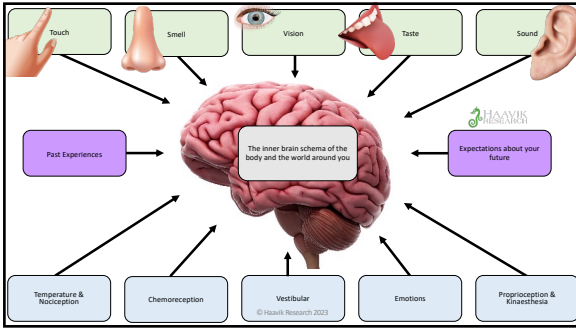 Touch
Smell
Vision
Taste
Sound
HAAVIK
RESEARCH
Past Experiences
The inner brain schema of the
body and the world around you
Expectations about your
future
Temperature &
Nociception
Chemoreception
Vestibular
Emotions
Proprioception &
Kinaesthesia
© Haavik Research 2023